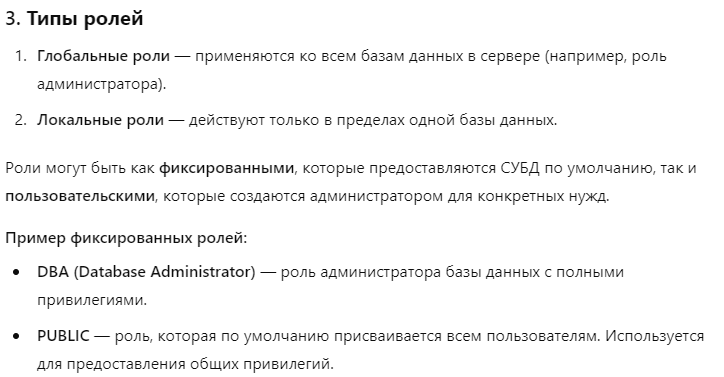 3. Типы ролей
1. Глобальные роли — применяются ко всем базам данных в сервере (например, роль
администратора).
2. Локальные роли — действуют только в пределах одной базы данных.
Роли могут быть как фиксированными, которые предоставляются СУБД по умолчанию, так и
пользовательскими, которые создаются администратором для конкретных нужд.
Пример фиксированных ролей:
• DBA (Database Administrator) — роль администратора базы данных с полными
привилегиями.
• PUBLIC — роль, которая по умолчанию присваивается всем пользователям. Используется
для предоставления общих привилегий.